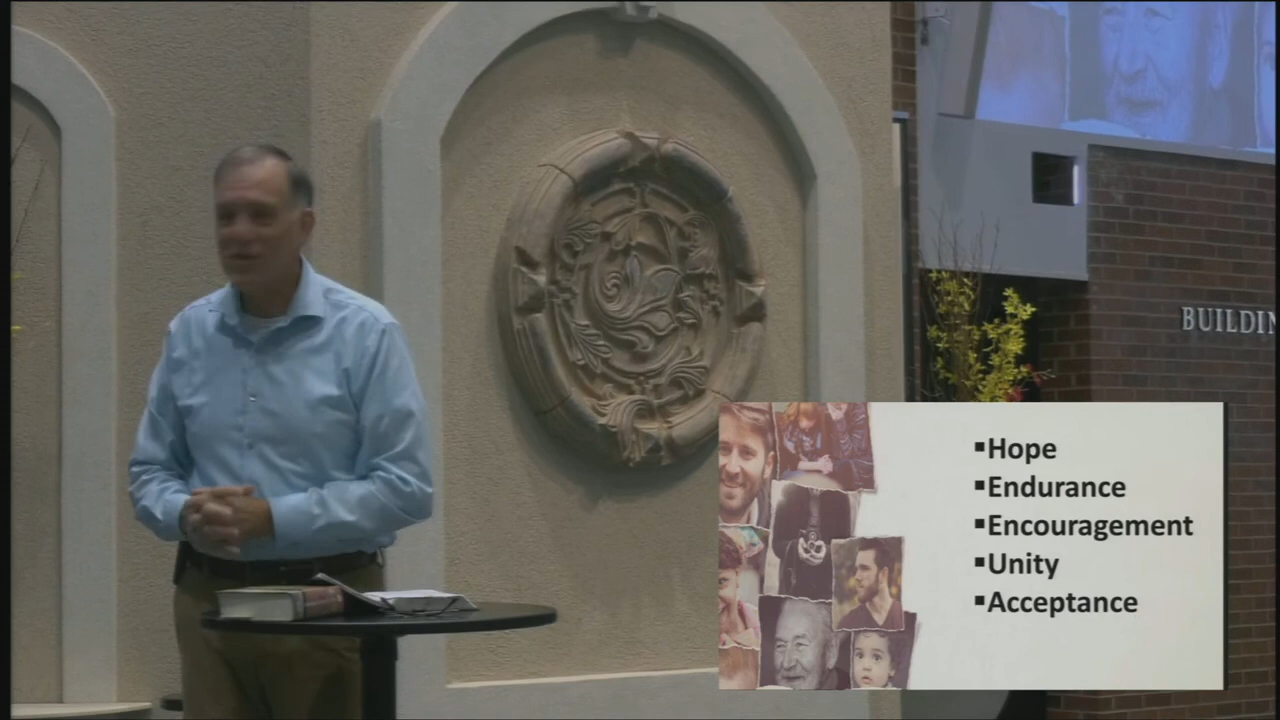 BUILDIN
▪Hope
▪Endurance
▪Encouragement
▪Unity
▪Acceptance